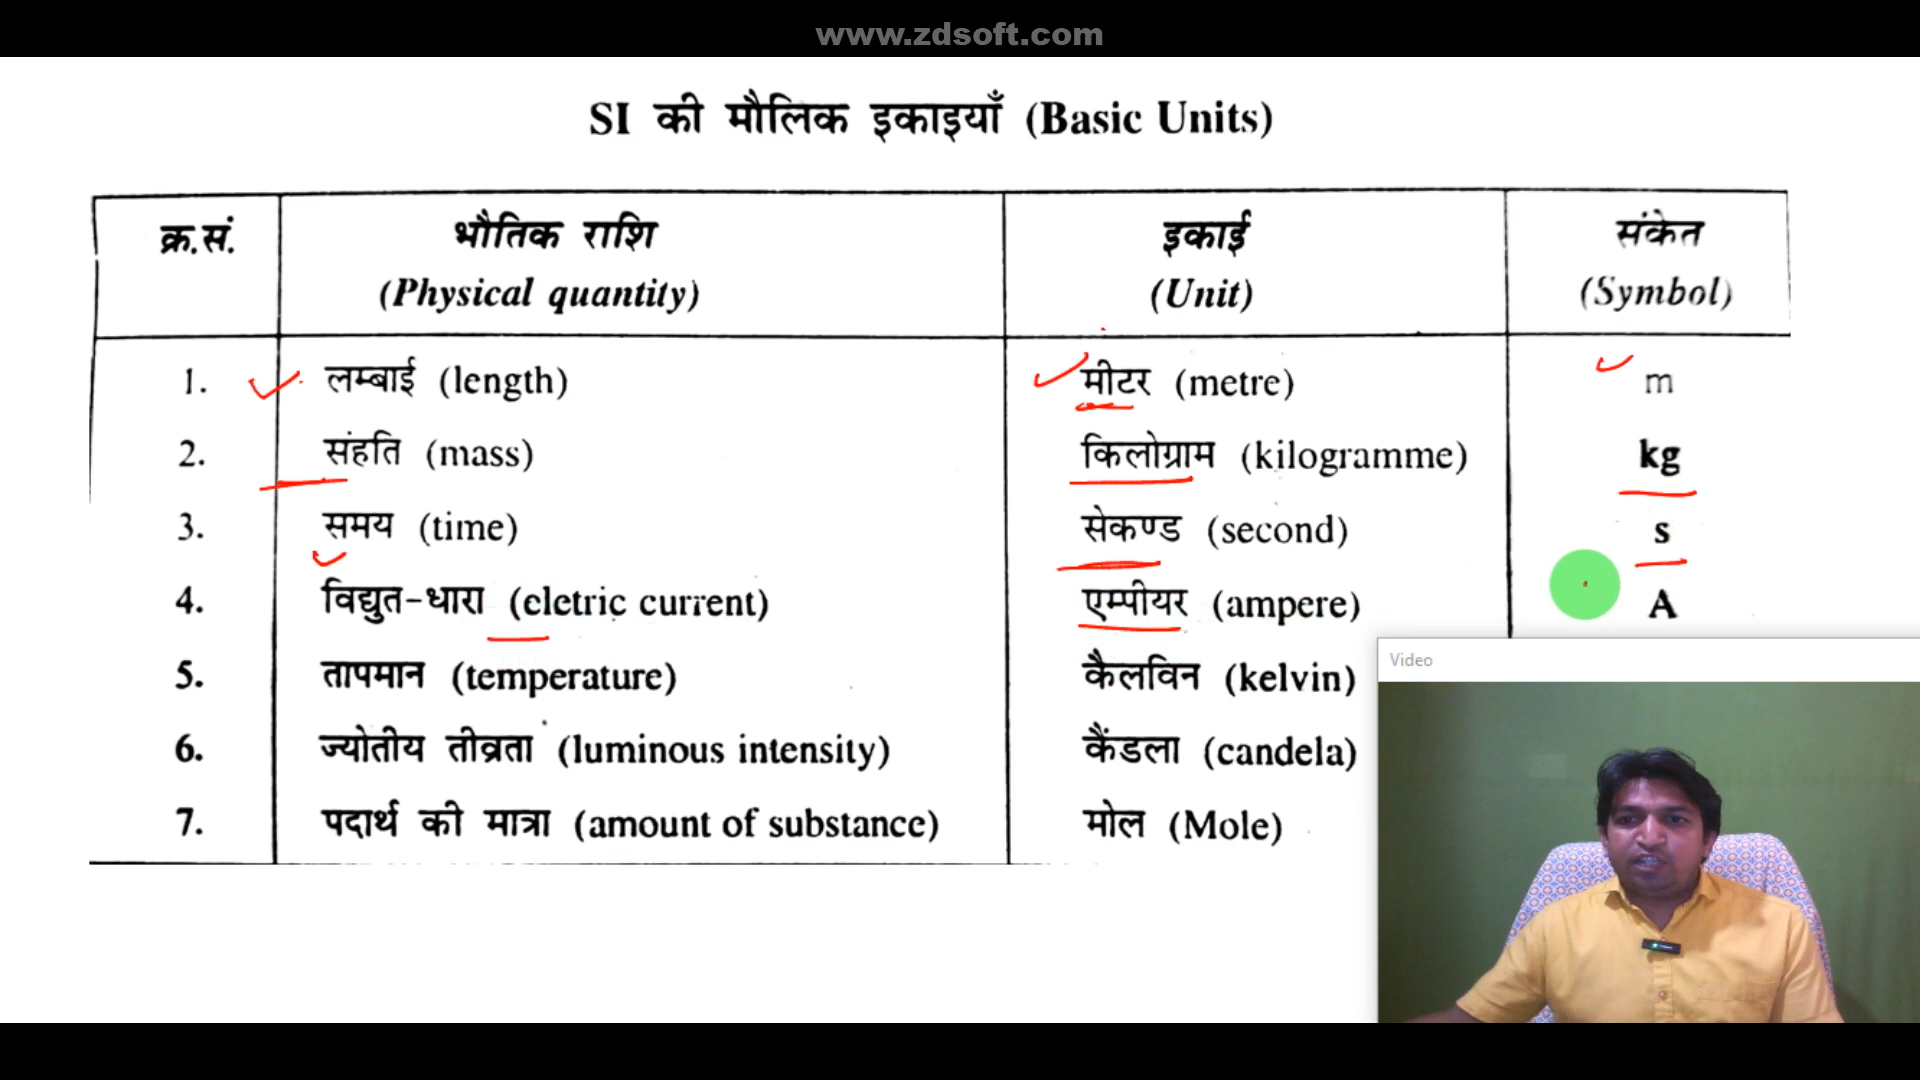 www.zdsoft.com
SI की मौलिक इकाइयाँ (Basic Units)
क्र.सं. भौतिक राशि इकाई संकेत
(Physical quantity) (Unit) (Symbol)
1. लम्बाई (length) मीटर (metre) m
2. संहति (mass) किलोग्राम (kilogramme) kg
3. समय (time) सेकण्ड (second) s
4. विद्युत-धारा (eletric current) एम्पीयर (ampere) A
Video
5. तापमान (temperature) कैलविन (kelvin)
6. ज्योतीय तीव्रता (luminous intensity) कैंडला (candela)
7. पदार्थ की मात्रा (amount of substance) मोल (Mole)